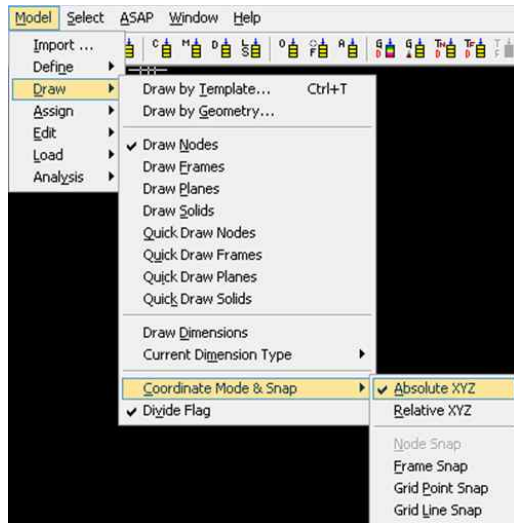 Model Select ASAP Window Help
Import ...
Define
Draw
Assign
Edit
Load
Analysis
Draw by Template... Ctrl+T
Draw by Geometry...
Draw Nodes
Draw Frames
Draw Planes
Draw Solids
Quick Draw Nodes
Quick Draw Frames
Quick Draw Planes
Quick Draw Solids
Draw Dimensions
Current Dimension Type
Coordinate Mode & Snap
Divide Flag
Absolute XYZ
Relative XYZ
Node Snap
Frame Snap
Grid Point Snap
Grid Line Snap